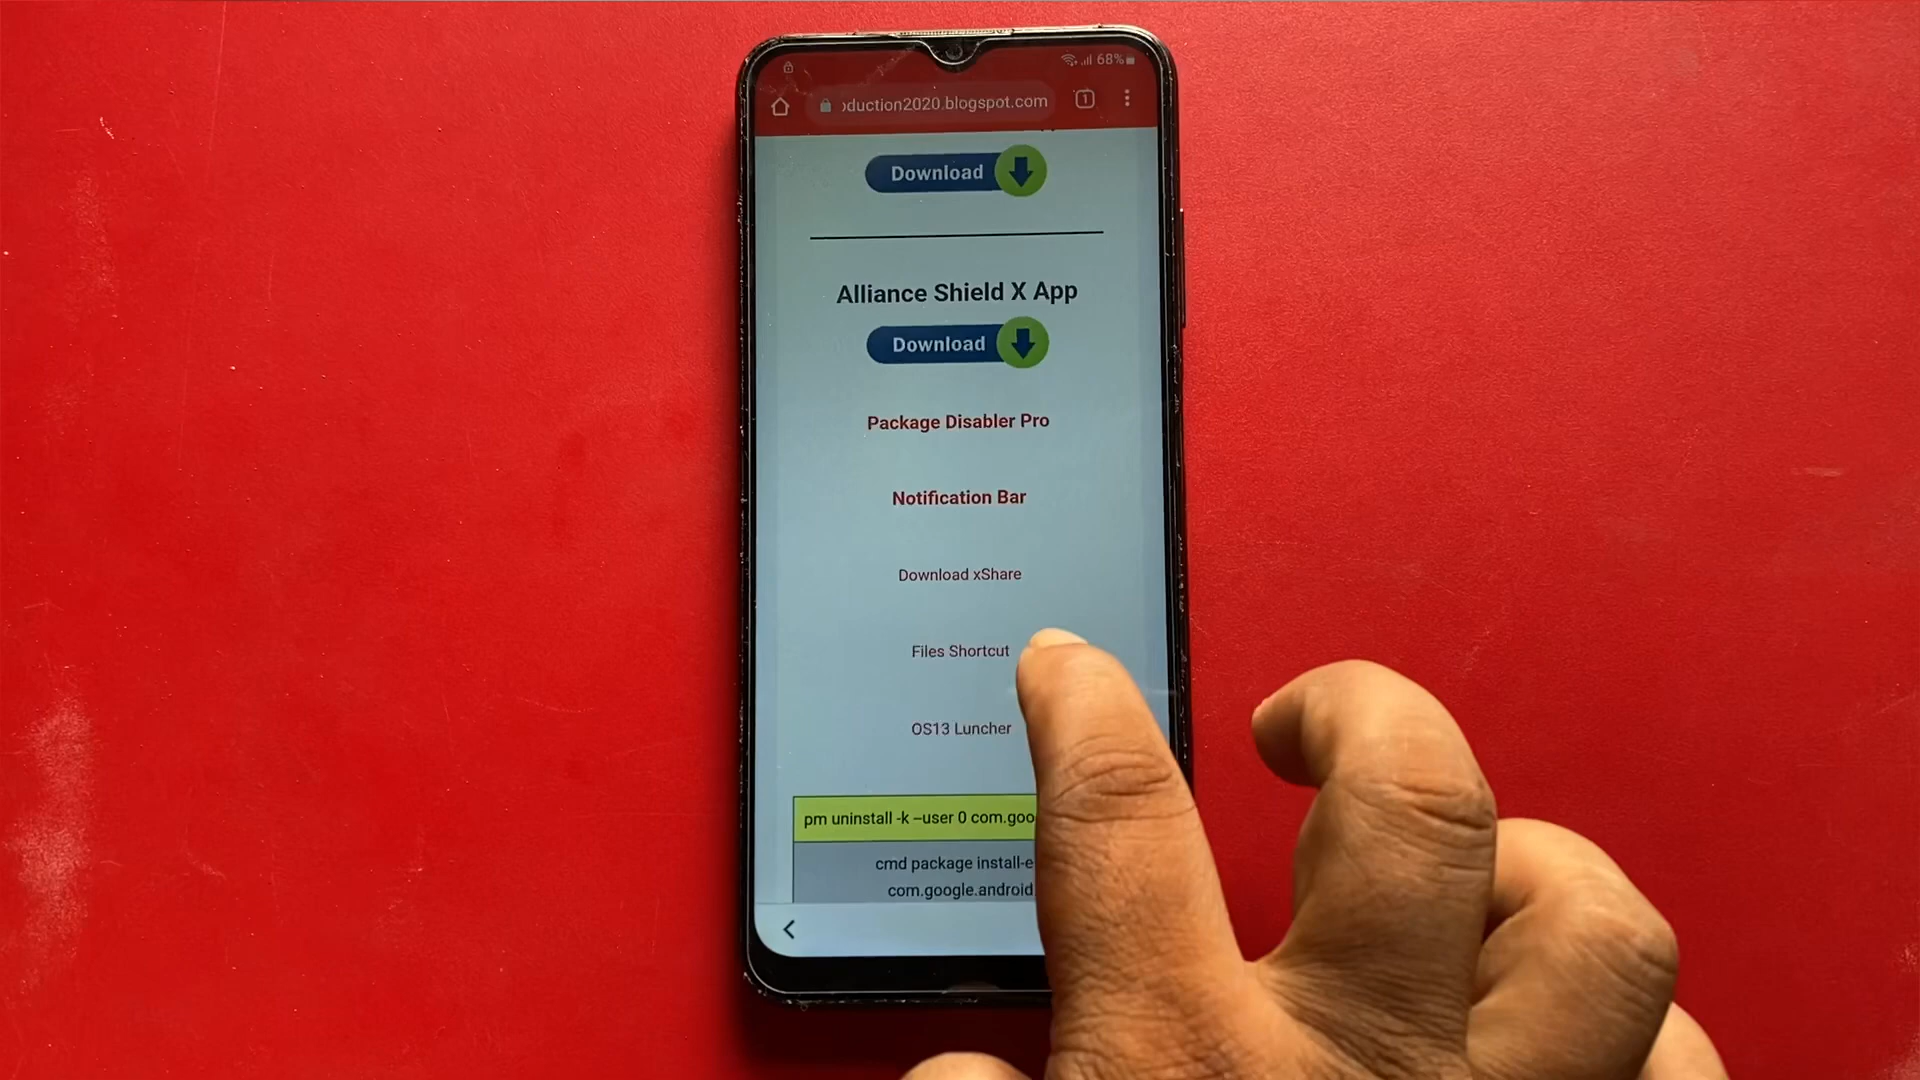 68%
oduction2020.blogspot.com
1
Download
Alliance Shield X App
Download
Package Disabler Pro
Notification Bar
Download xShare
Files Shortcut
OS13 Luncher
pm uninstall -k –user 0 com.goo
cmd package install-e
com.google.android